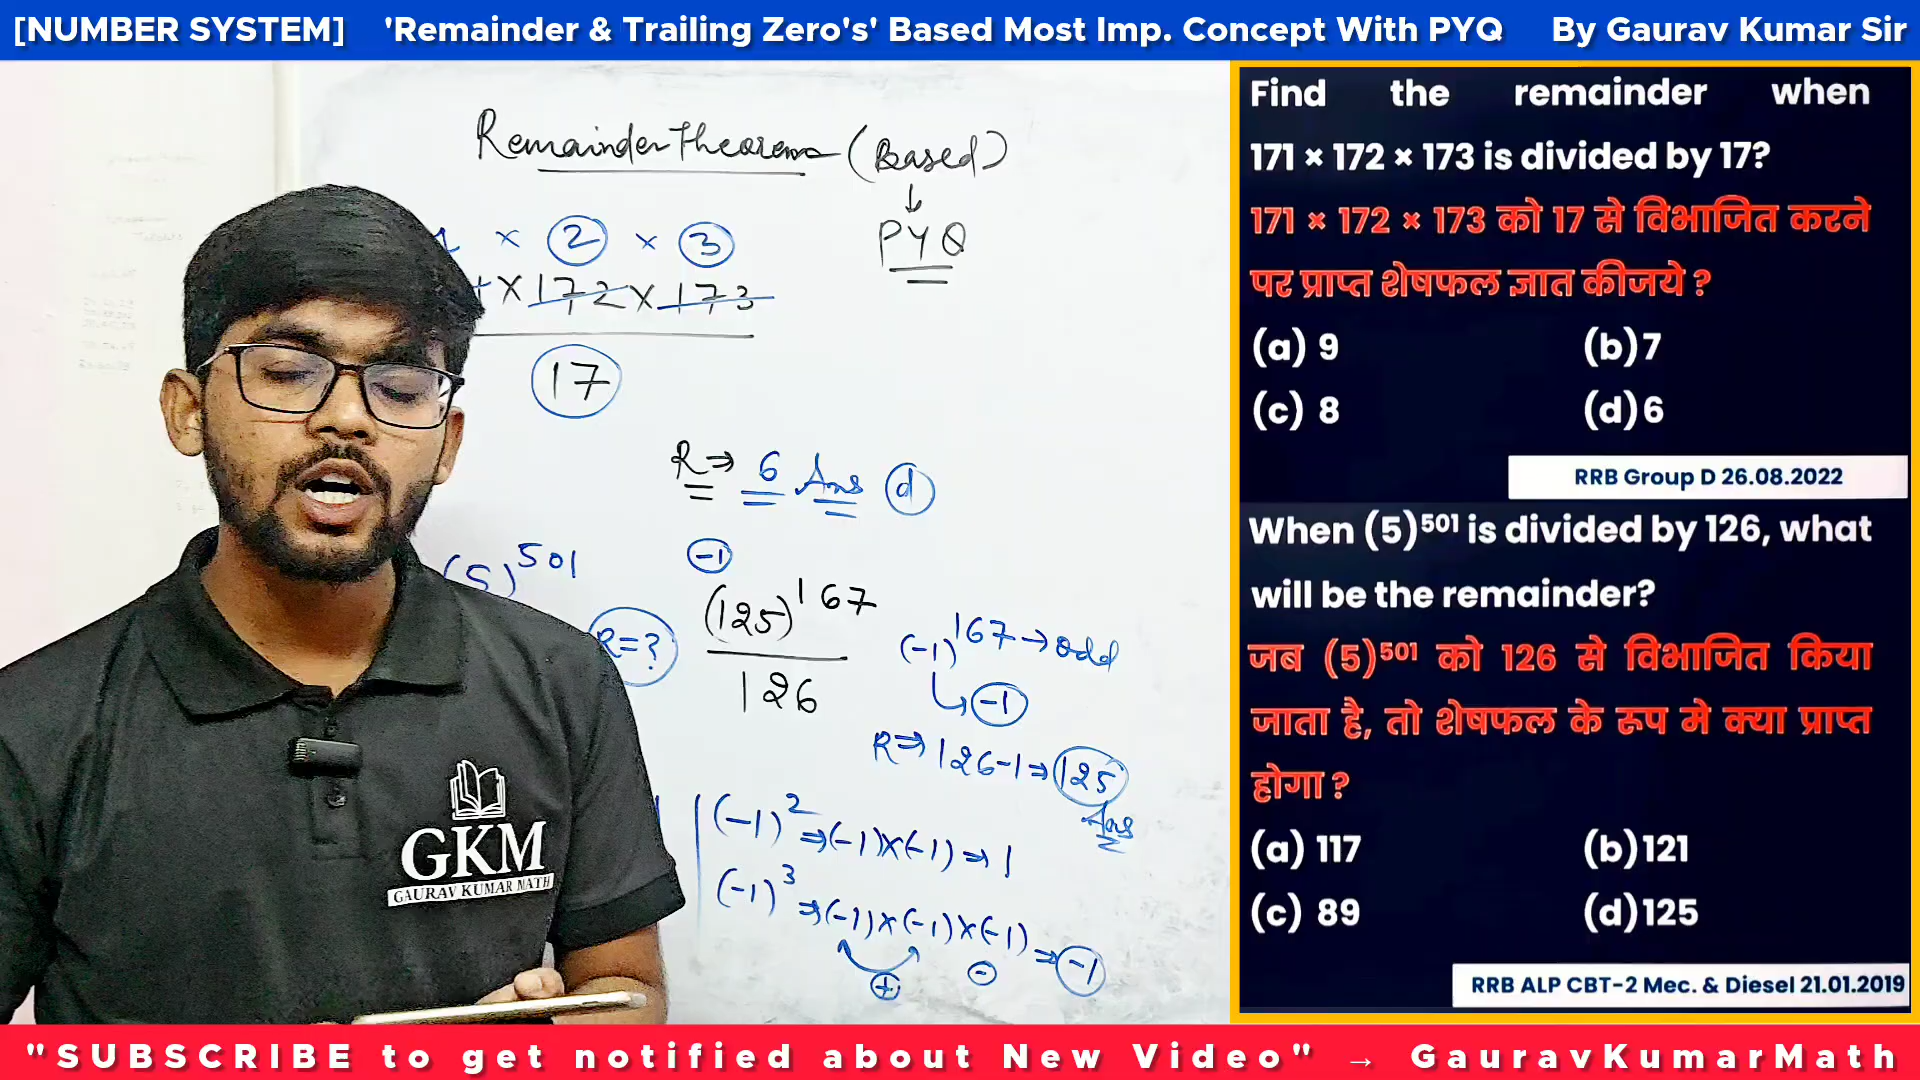 [NUMBER SYSTEM] 'Remainder & Trailing Zero's' Based Most Imp. Concept With PYQ By Gaurav Kumar Sir
Remainder Theorem (Based)
↓
PYQ
× 2 × 3
× 172 × 173
17
R ⇒ 6 Ans (d)
(5)^501
R=?
(-1)
(125)^167
126
(-1)^167 → odd
↳ (-1)
R ⇒ 126-1 ⇒ 125
Ans
(-1)^2 ⇒ (-1)×(-1) ⇒ 1
(-1)^3 ⇒ (-1)×(-1)×(-1) ⇒ (-1)
+ -
GKM
GAURAV KUMAR MATH
Find the remainder when
171 × 172 × 173 is divided by 17?
171 × 172 × 173 को 17 से विभाजित करने
पर प्राप्त शेषफल ज्ञात कीजये ?
(a) 9 (b) 7
(c) 8 (d) 6
RRB Group D 26.08.2022
When (5)^501 is divided by 126, what
will be the remainder?
जब (5)^501 को 126 से विभाजित किया
जाता है, तो शेषफल के रूप मे क्या प्राप्त
होगा ?
(a) 117 (b) 121
(c) 89 (d) 125
RRB ALP CBT-2 Mec. & Diesel 21.01.2019
"SUBSCRIBE to get notified about New Video" → GauravKumarMath